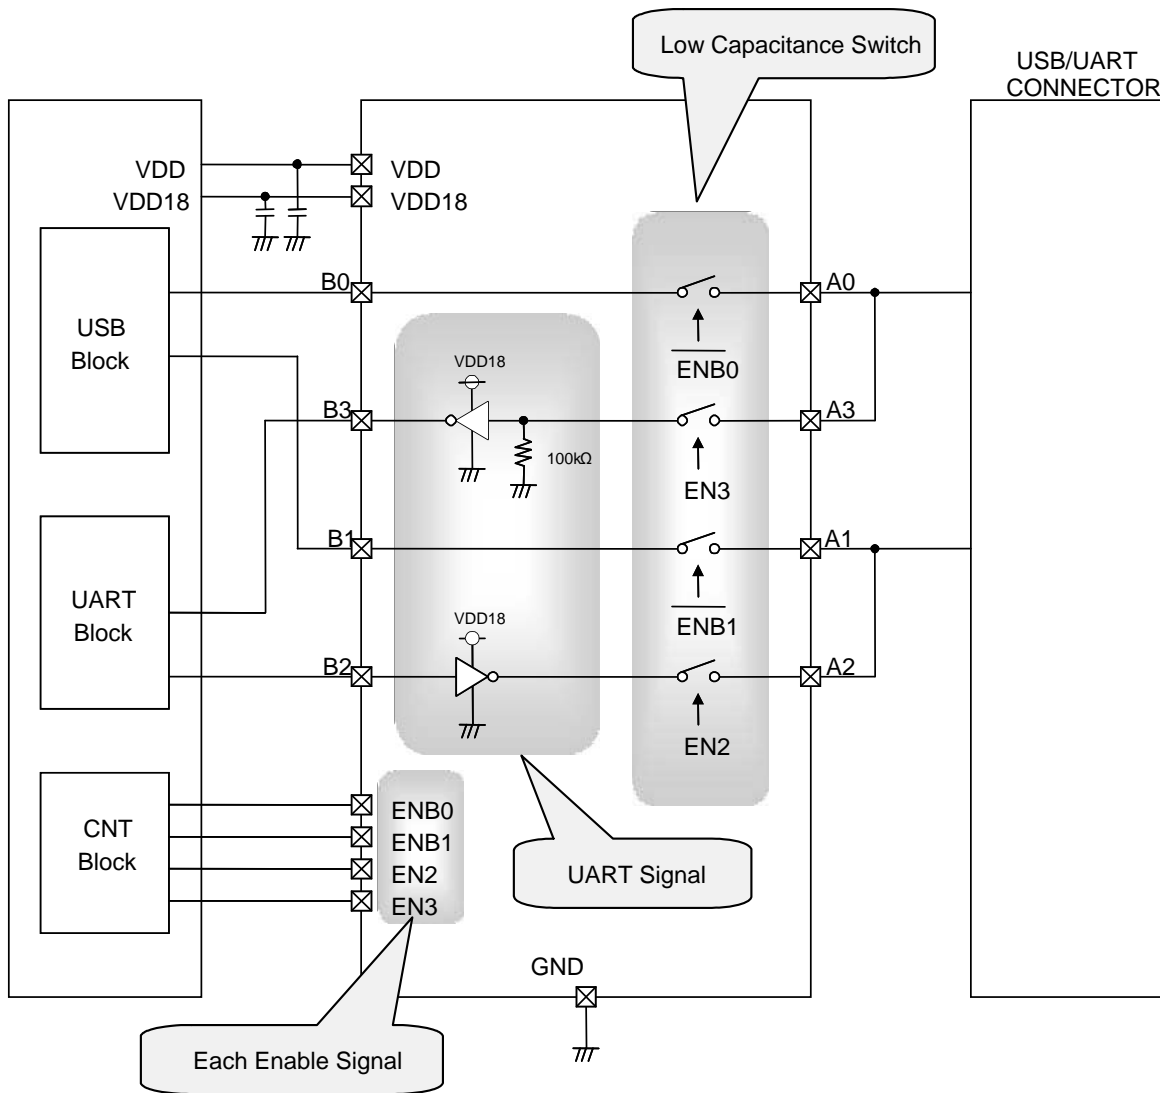 Low Capacitance Switch
USB/UART
CONNECTOR
VDD
VDD18
VDD
VDD18
B0
A0
USB
Block
VDD18
ENB0
B3
A3
100kΩ
EN3
B1
A1
UART
Block
VDD18
ENB1
B2
A2
EN2
CNT
Block
ENB0
ENB1
EN2
EN3
UART Signal
GND
Each Enable Signal